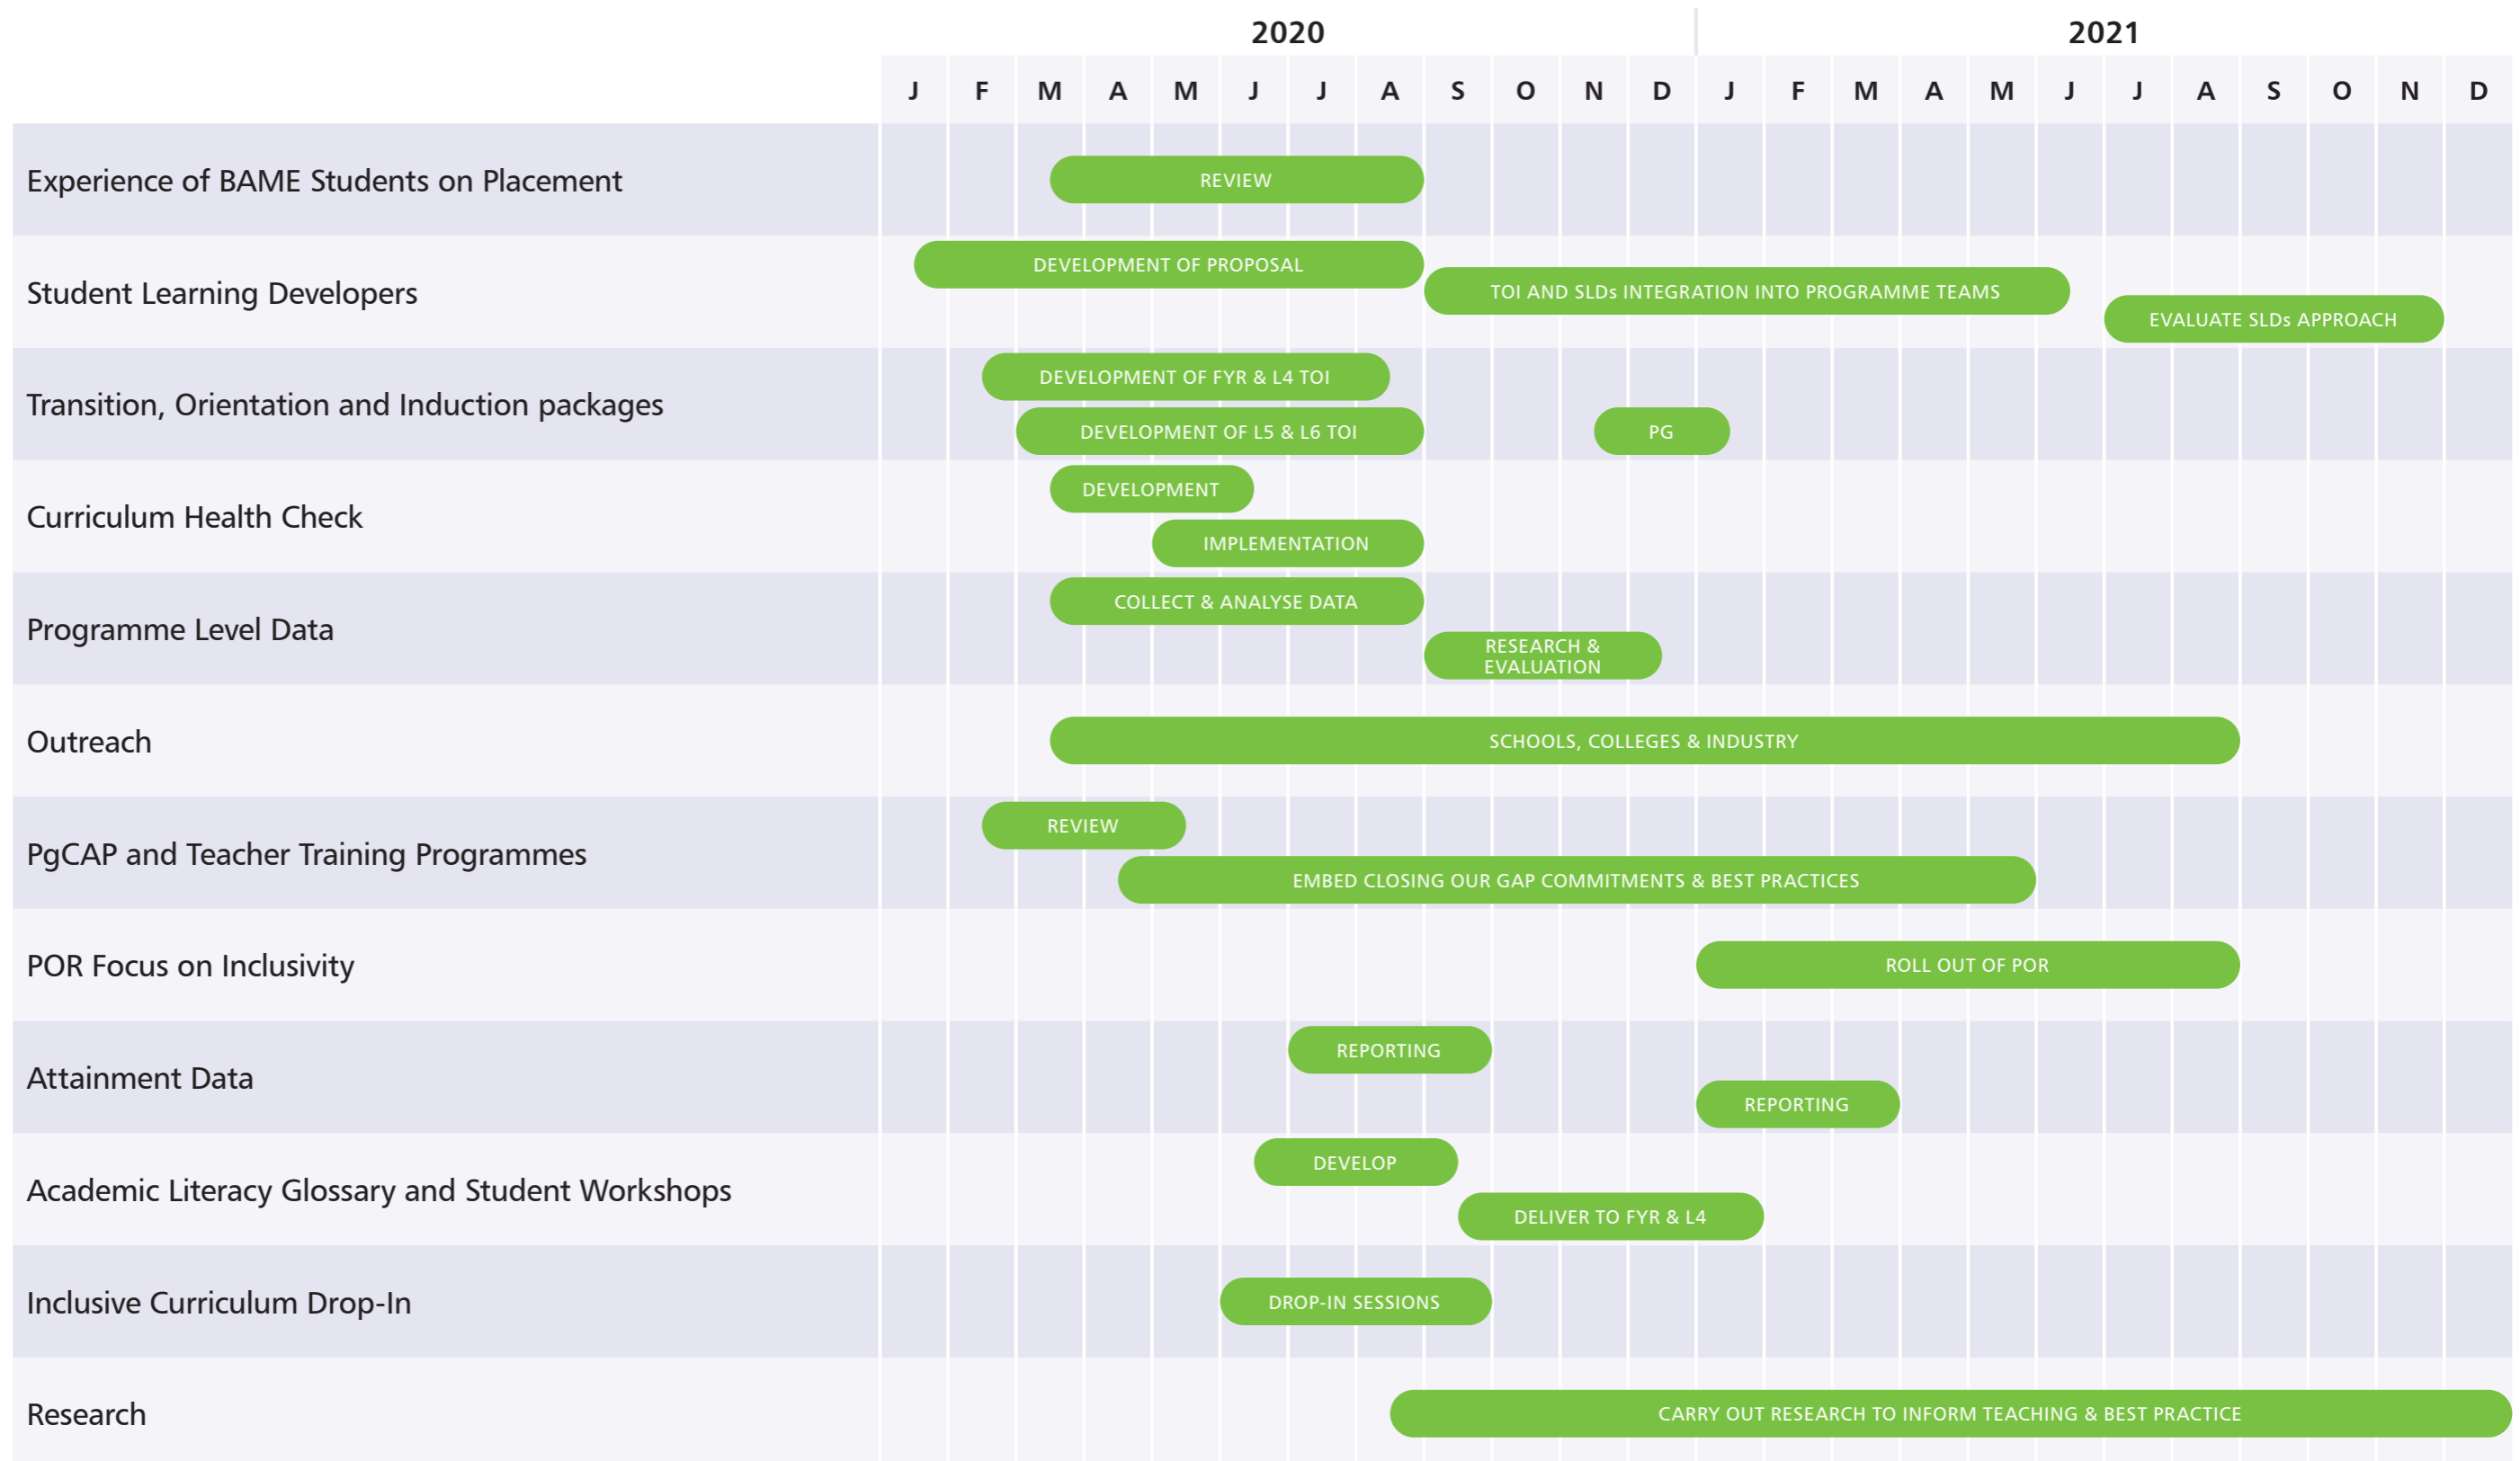 2020 2021
J F M A M J J A S O N D J F M A M J J A S O N D
Experience of BAME Students on Placement
REVIEW
Student Learning Developers
DEVELOPMENT OF PROPOSAL
TOI AND SLDs INTEGRATION INTO PROGRAMME TEAMS
EVALUATE SLDs APPROACH
Transition, Orientation and Induction packages
DEVELOPMENT OF FYR & L4 TOI
DEVELOPMENT OF L5 & L6 TOI
PG
Curriculum Health Check
DEVELOPMENT
IMPLEMENTATION
Programme Level Data
COLLECT & ANALYSE DATA
RESEARCH &
EVALUATION
Outreach
SCHOOLS, COLLEGES & INDUSTRY
PgCAP and Teacher Training Programmes
REVIEW
EMBED CLOSING OUR GAP COMMITMENTS & BEST PRACTICES
POR Focus on Inclusivity
ROLL OUT OF POR
Attainment Data
REPORTING
REPORTING
Academic Literacy Glossary and Student Workshops
DEVELOP
DELIVER TO FYR & L4
Inclusive Curriculum Drop-In
DROP-IN SESSIONS
Research
CARRY OUT RESEARCH TO INFORM TEACHING & BEST PRACTICE